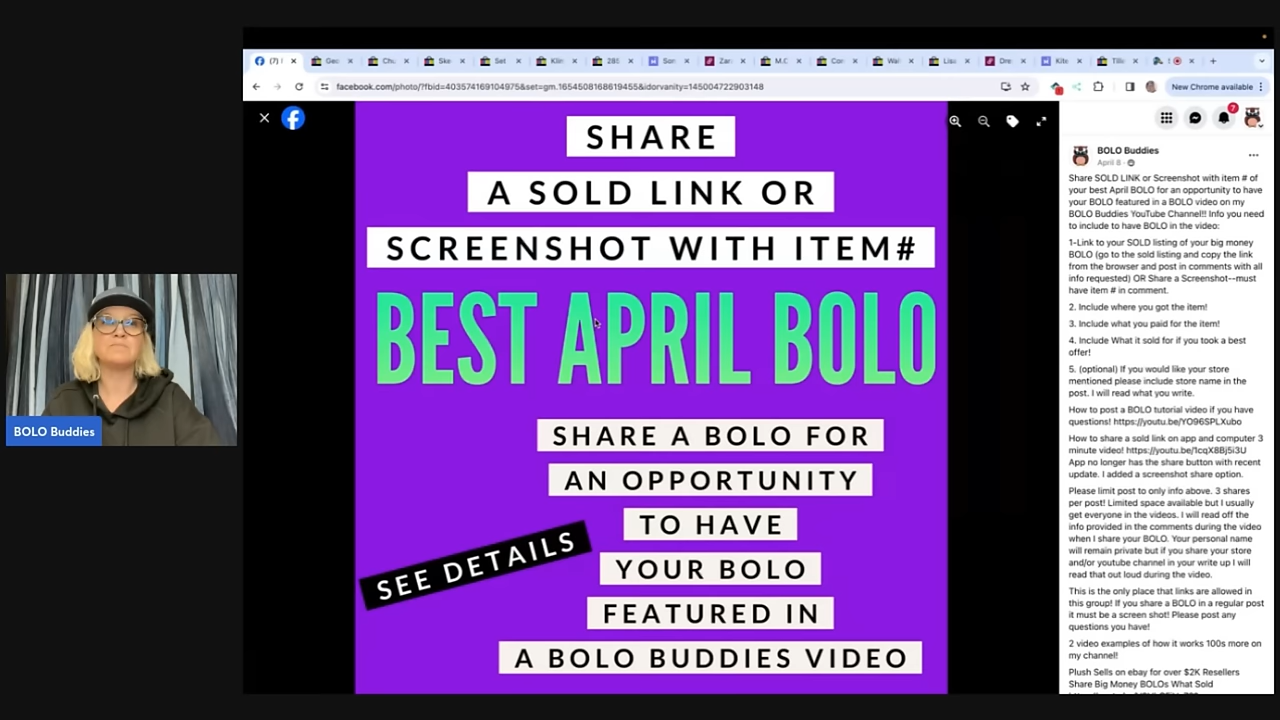 (7)
Geo
Chu
Ske
Set
Klin
285
Son
Zar
M.C
Con
Wal
Lisa
Dre
Kite
Tille
facebook.com/photo/?fbid=403574169104975&set=gm.1654508168619455&idorvanity=145004722903148
New Chrome available
7
SHARE
A SOLD LINK OR
SCREENSHOT WITH ITEM#
BEST APRIL BOLO
SHARE A BOLO FOR
AN OPPORTUNITY
TO HAVE
YOUR BOLO
FEATURED IN
A BOLO BUDDIES VIDEO
SEE DETAILS
BOLO Buddies
BOLO Buddies
April 8
Share SOLD LINK or Screenshot with item # of
your best April BOLO for an opportunity to have
your BOLO featured in a BOLO video on my
BOLO Buddies YouTube Channel!! Info you need
to include to have BOLO in the video:
1-Link to your SOLD listing of your big money
BOLO (go to the sold listing and copy the link
from the browser and post in comments with all
info requested) OR Share a Screenshot--must
have item # in comment.
2. Include where you got the item!
3. Include what you paid for the item!
4. Include What it sold for if you took a best
offer!
5. (optional) If you would like your store
mentioned please include store name in the
post. I will read what you write.
How to post a BOLO tutorial video if you have
questions! https://youtu.be/YO96SPLXubo
How to share a sold link on app and computer 3
minute video! https://youtu.be/1cqX8Bj5i3U
App no longer has the share button with recent
update. I added a screenshot share option.
Please limit post to only info above. 3 shares
per post! Limited space available but I usually
get everyone in the videos. I will read off the
info provided in the comments during the video
when I share your BOLO. Your personal name
will remain private but if you share your store
and/or youtube channel in your write up I will
read that out loud during the video.
This is the only place that links are allowed in
this group! If you share a BOLO in a regular post
it must be a screen shot! Please post any
questions you have!
2 video examples of how it works 100s more on
my channel!
Plush Sells on ebay for over $2K Resellers
Share Big Money BOLOs What Sold